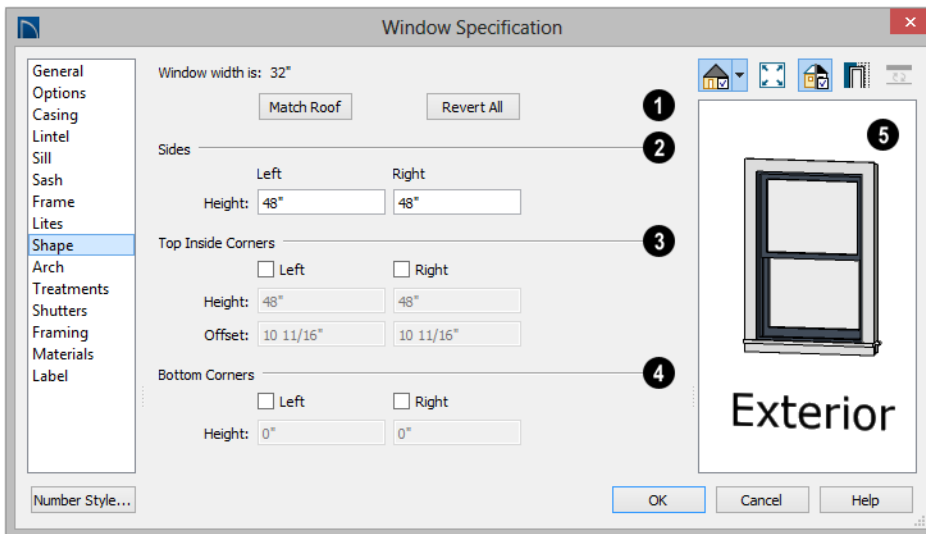 Window Specification
General
Options
Casing
Lintel
Sill
Sash
Frame
Lites
Shape
Arch
Treatments
Shutters
Framing
Materials
Label
Window width is: 32"
Match Roof Revert All 1
Sides 2
Left Right
Height: 48" 48"
Top Inside Corners 3
Left Right
Height: 48" 48"
Offset: 10 11/16" 10 11/16"
Bottom Corners 4
Left Right
Height: 0" 0"
5
Exterior
Number Style... OK Cancel Help